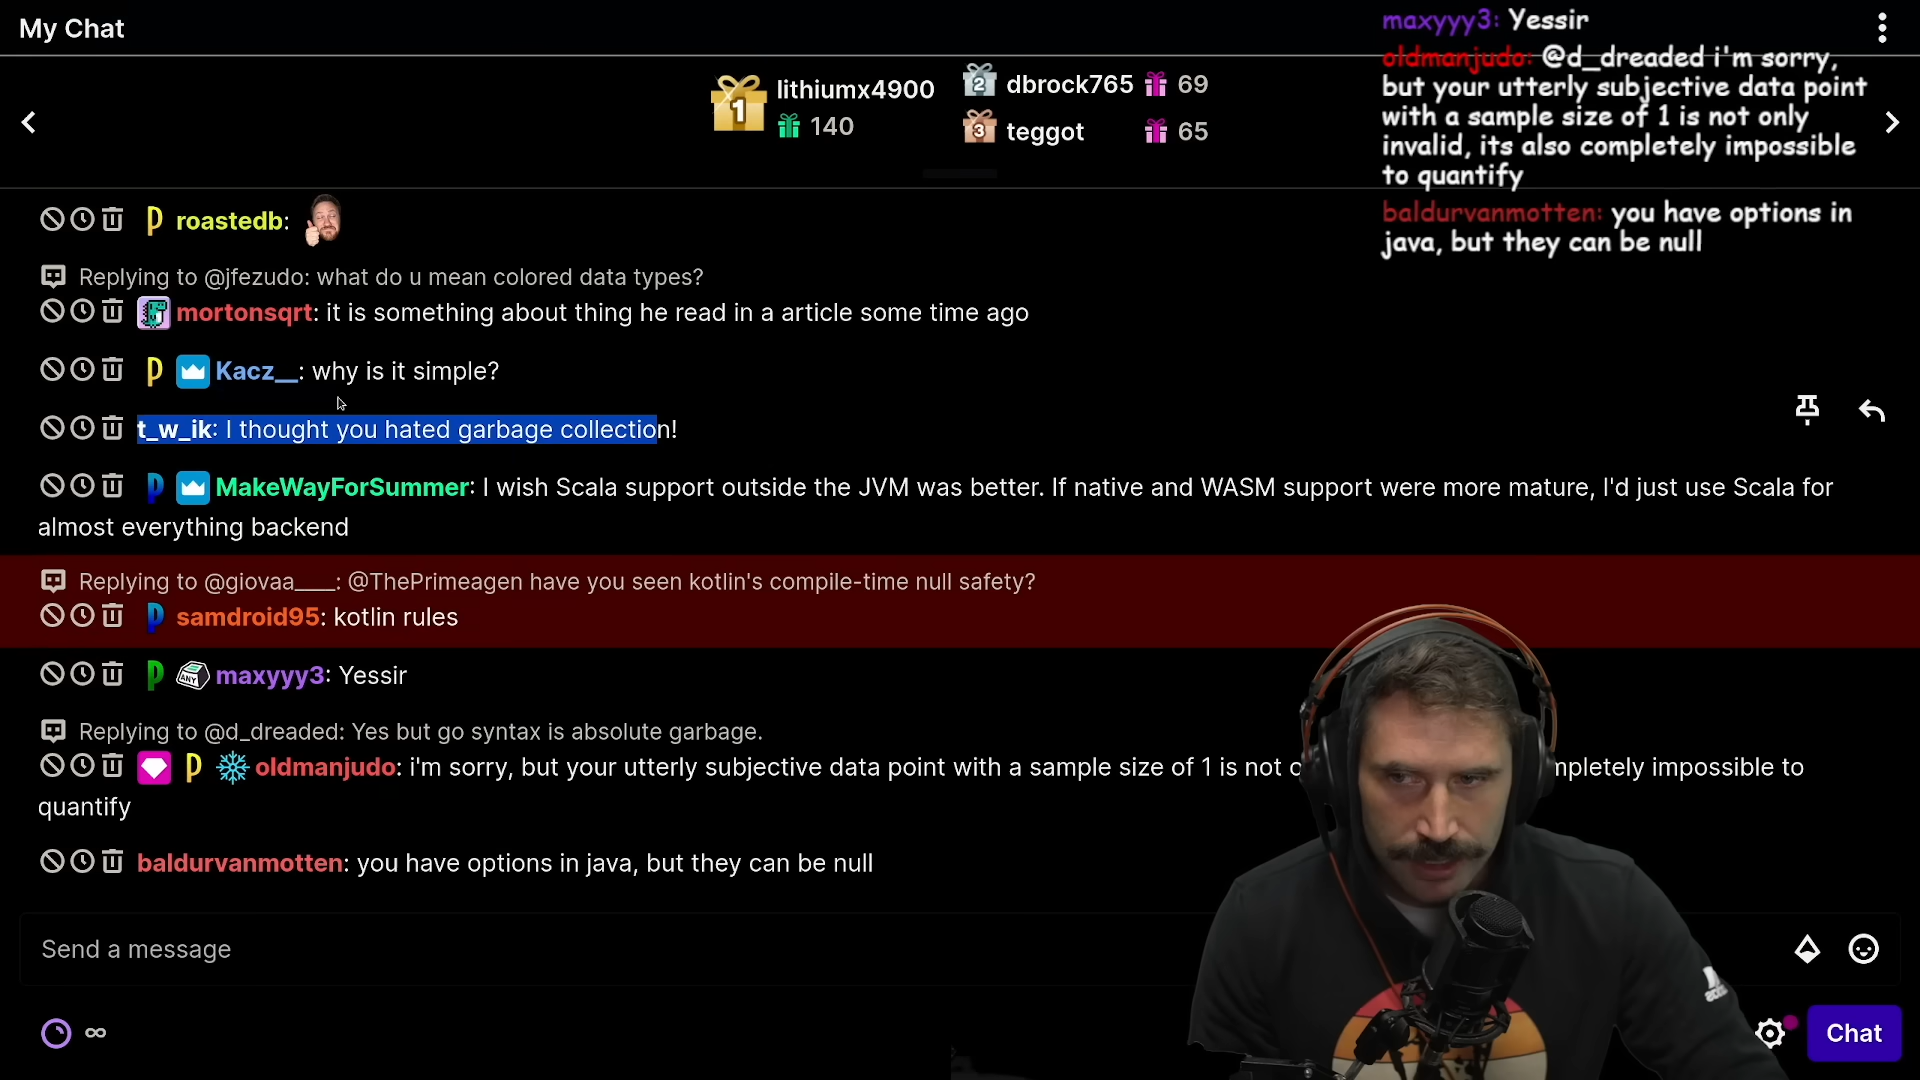 My Chat
maxyyy3: Yessir
oldmanjudo: @d_dreaded i'm sorry,
but your utterly subjective data point
with a sample size of 1 is not only
invalid, its also completely impossible
to quantify
baldurvanmotten: you have options in
java, but they can be null
1 lithiumx4900
140
2 dbrock765 69
3 teggot 65
roastedb:
Replying to @jfezudo: what do u mean colored data types?
mortonsqrt: it is something about thing he read in a article some time ago
Kacz__: why is it simple?
t_w_ik: I thought you hated garbage collection!
MakeWayForSummer: I wish Scala support outside the JVM was better. If native and WASM support were more mature, I'd just use Scala for
almost everything backend
Replying to @giovaa____: @ThePrimeagen have you seen kotlin's compile-time null safety?
samdroid95: kotlin rules
ANY maxyyy3: Yessir
Replying to @d_dreaded: Yes but go syntax is absolute garbage.
oldmanjudo: i'm sorry, but your utterly subjective data point with a sample size of 1 is not impossible to
quantify
baldurvanmotten: you have options in java, but they can be null
Send a message
Chat